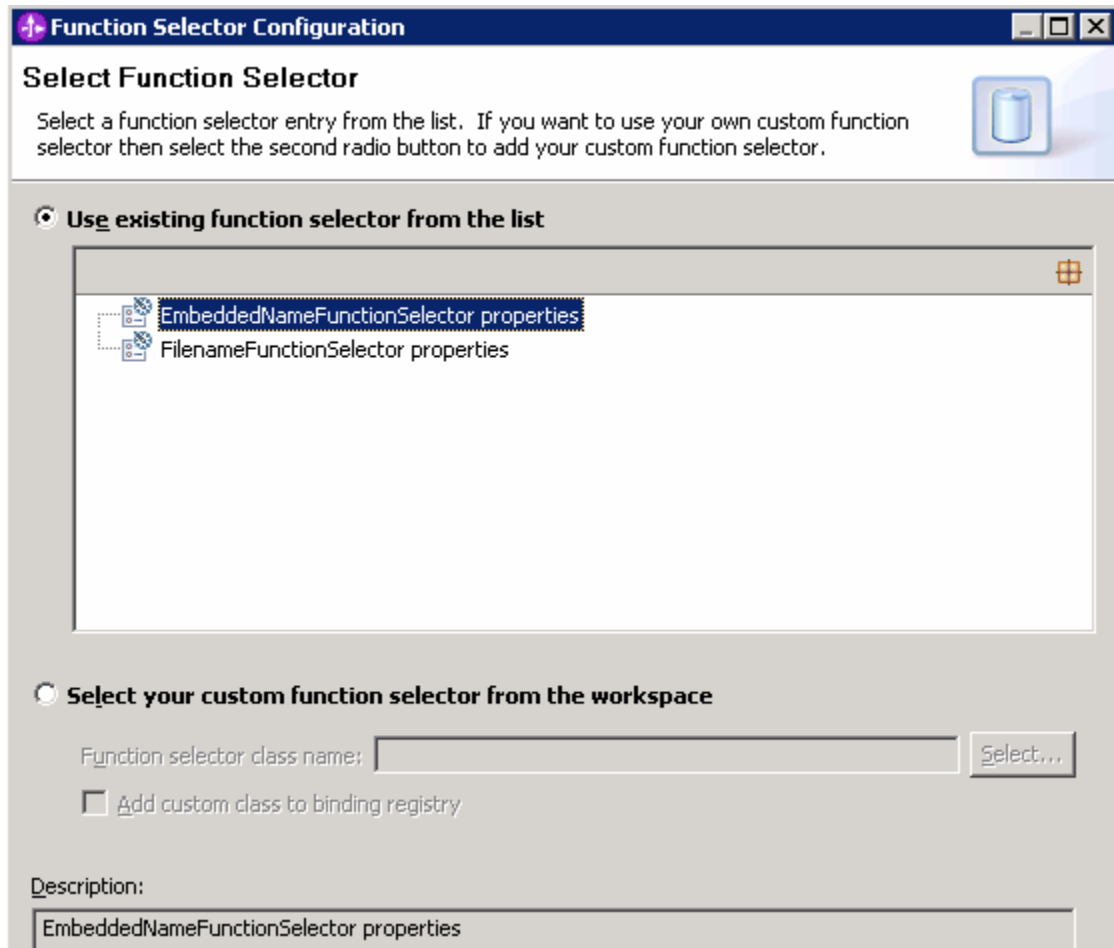 Function Selector Configuration
Select Function Selector
Select a function selector entry from the list. If you want to use your own custom function
selector then select the second radio button to add your custom function selector.
Use existing function selector from the list
EmbeddedNameFunctionSelector properties
FilenameFunctionSelector properties
Select your custom function selector from the workspace
Function selector class name:
Select...
Add custom class to binding registry
Description:
EmbeddedNameFunctionSelector properties